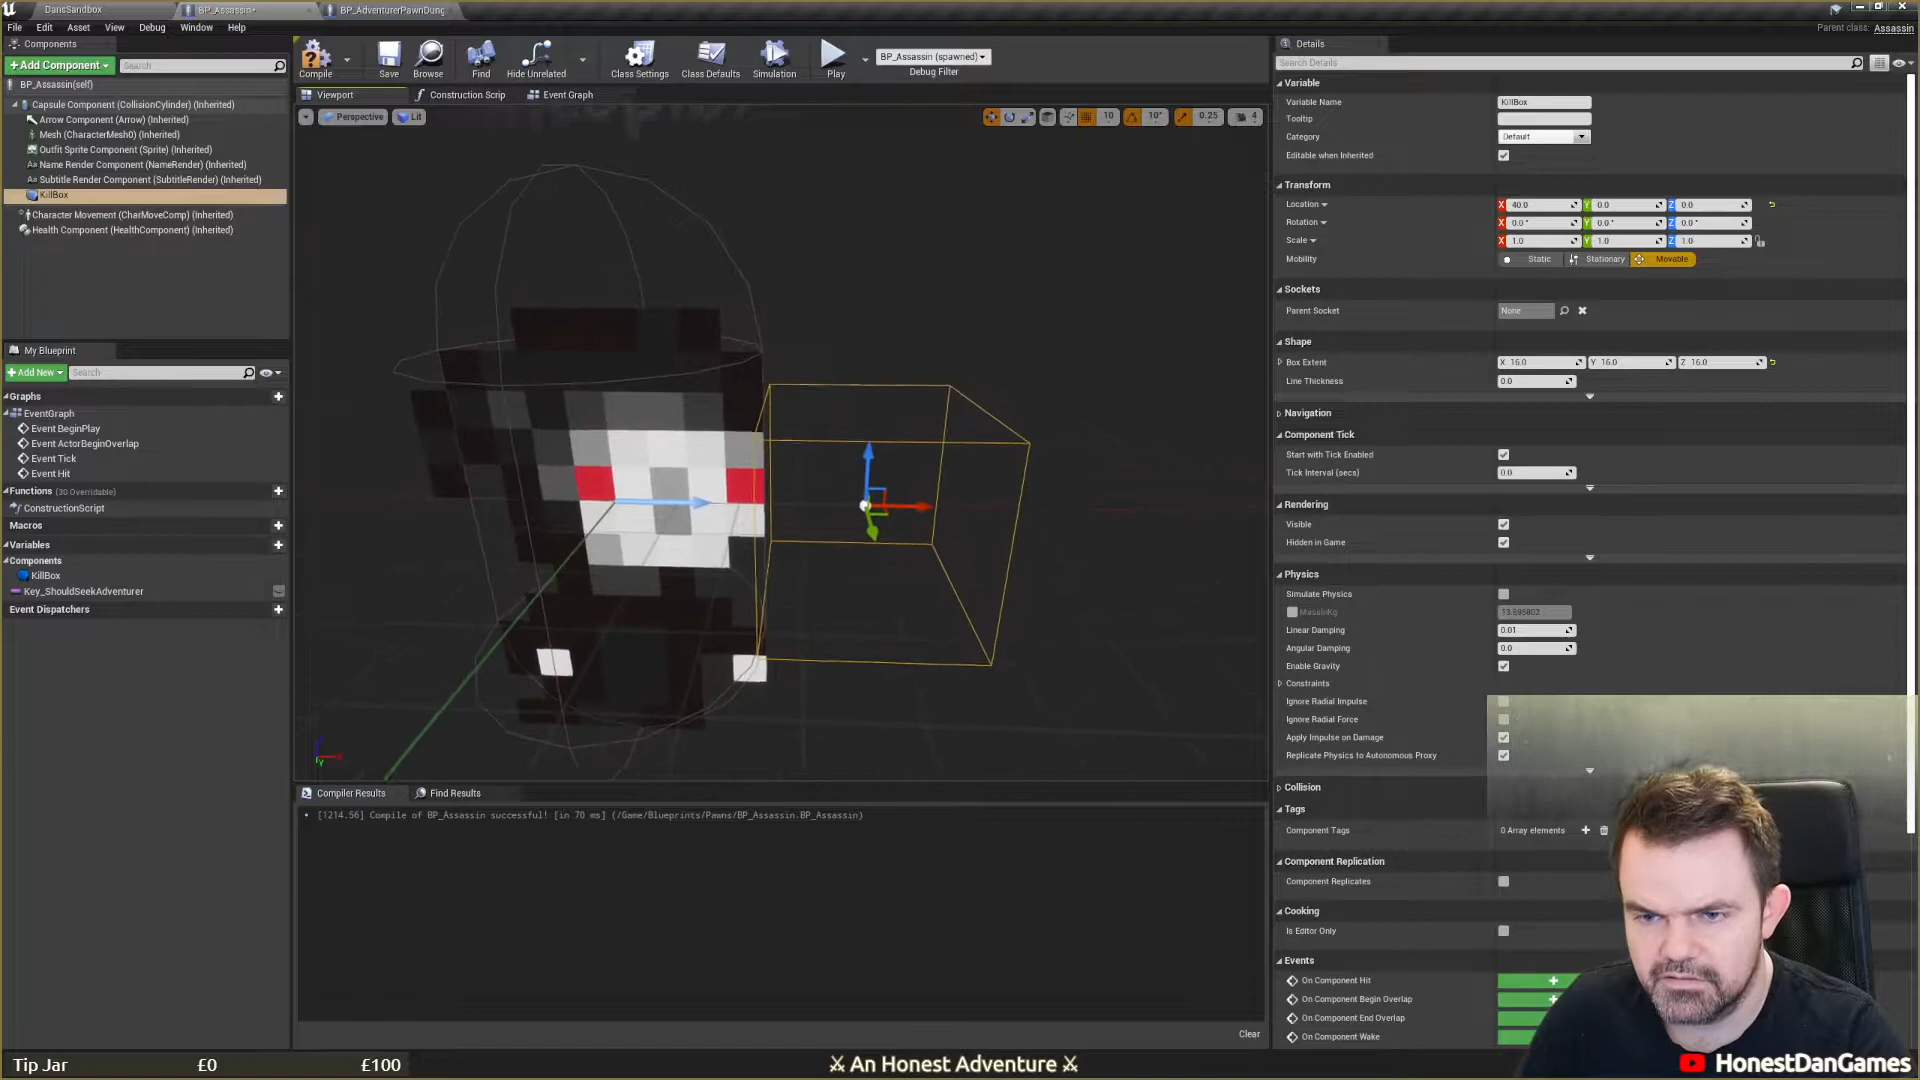 DansSandbox
BP_Assassin*
BP_AdventurerPawnDung
File Edit Asset View Debug Window Help
Parent class: Assassin
Components
+Add Component
Search
BP_Assassin(self)
Capsule Component (CollisionCylinder) (Inherited)
Arrow Component (Arrow) (Inherited)
Mesh (CharacterMesh0) (Inherited)
Outfit Sprite Component (Sprite) (Inherited)
Name Render Component (NameRender) (Inherited)
Subtitle Render Component (SubtitleRender) (Inherited)
KillBox
Character Movement (CharMoveComp) (Inherited)
Health Component (HealthComponent) (Inherited)
My Blueprint
+Add New
Search
Graphs
EventGraph
Event BeginPlay
Event ActorBeginOverlap
Event Tick
Event Hit
Functions (30 Overridable)
ConstructionScript
Macros
Variables
Components
KillBox
Key_ShouldSeekAdventurer
Event Dispatchers
Compile Save Browse Find Hide Unrelated Class Settings Class Defaults Simulation Play
BP_Assassin (spawned)
Debug Filter
Viewport Construction Scrip Event Graph
Perspective Lit
10 10° 0.25 4
Compiler Results Find Results
[1214.56] Compile of BP_Assassin successful! [in 70 ms] (/Game/Blueprints/Pawns/BP_Assassin.BP_Assassin)
Clear
Details
Search Details
Variable
Variable Name KillBox
Tooltip
Category Default
Editable when Inherited
Transform
Location X 40.0 Y 0.0 Z 0.0
Rotation X 0.0° Y 0.0° Z 0.0°
Scale X 1.0 Y 1.0 Z 1.0
Mobility Static Stationary Movable
Sockets
Parent Socket None
Shape
Box Extent X 16.0 Y 16.0 Z 16.0
Line Thickness 0.0
Navigation
Component Tick
Start with Tick Enabled
Tick Interval (secs) 0.0
Rendering
Visible
Hidden in Game
Physics
Simulate Physics
MassInKg 13.695802
Linear Damping 0.01
Angular Damping 0.0
Enable Gravity
Constraints
Ignore Radial Impulse
Ignore Radial Force
Apply Impulse on Damage
Replicate Physics to Autonomous Proxy
Collision
Tags
Component Tags 0 Array elements
Component Replication
Component Replicates
Cooking
Is Editor Only
Events
On Component Hit
On Component Begin Overlap
On Component End Overlap
On Component Wake
Tip Jar £0 £100
⚔ An Honest Adventure ⚔
HonestDanGames